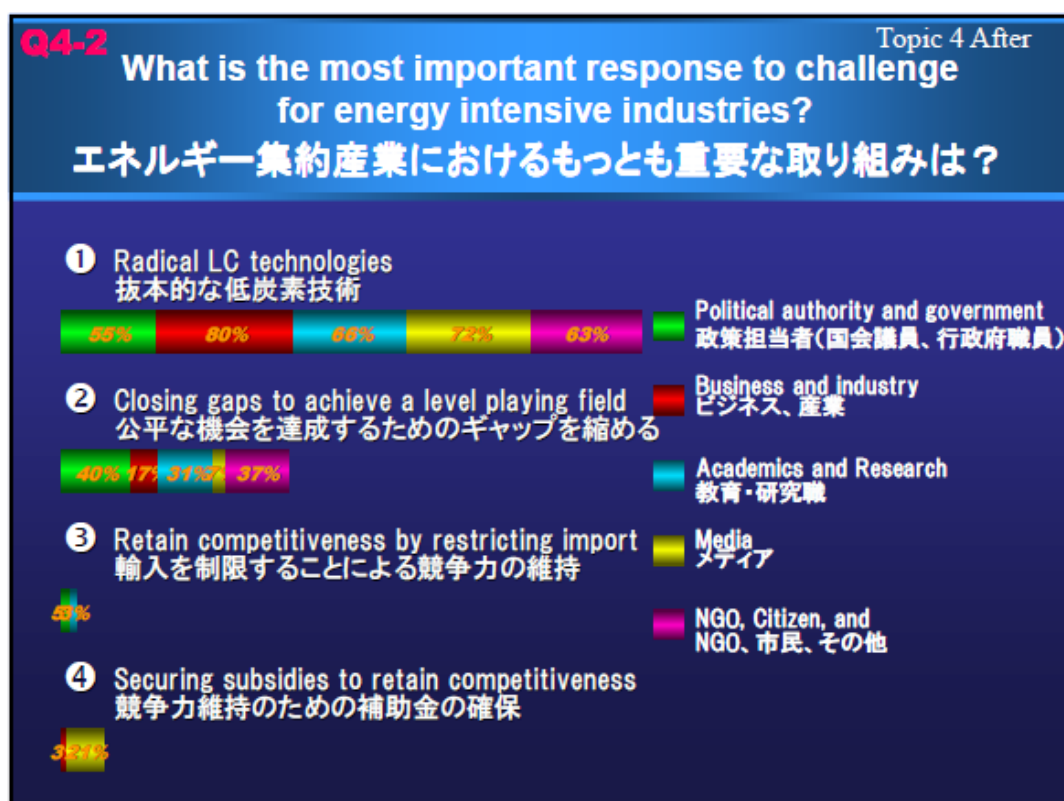 Q4-2
Topic 4 After
What is the most important response to challenge
for energy intensive industries?
エネルギー集約産業におけるもっとも重要な取り組みは？
❶ Radical LC technologies
抜本的な低炭素技術
55% 80% 66% 72% 63%
❷ Closing gaps to achieve a level playing field
公平な機会を達成するためのギャップを縮める
40% 17% 31% 37%
❸ Retain competitiveness by restricting import
輸入を制限することによる競争力の維持
❹ Securing subsidies to retain competitiveness
競争力維持のための補助金の確保
21%
Political authority and government
政策担当者（国会議員、行政府職員）
Business and industry
ビジネス、産業
Academics and Research
教育・研究職
Media
メディア
NGO, Citizen, and
NGO、市民、その他